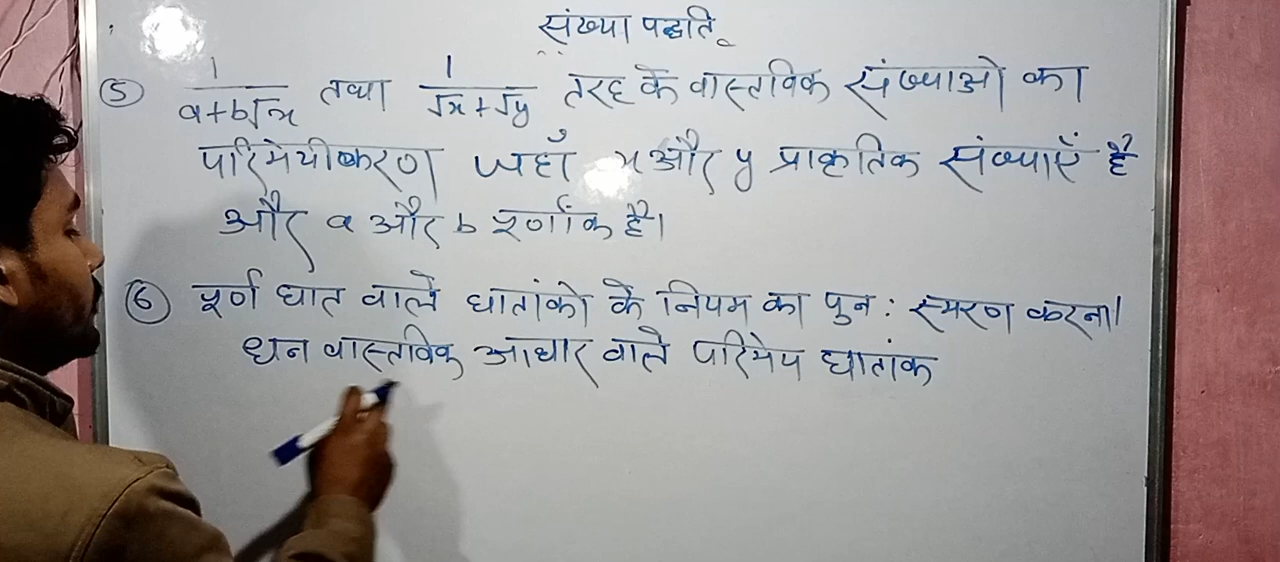 संख्या पद्धति
⑤ 1/(a+b√x) तथा 1/(√x+√y) तरह के वास्तविक संख्याओ का
परिमेयीकरण जहाँ x और y प्राकृतिक संख्याएँ है
और a और b पूर्णांक है।
⑥ पूर्ण घात वाले घातांको के नियम का पुन: स्मरण करना।
धन वास्तविक आधार वाले परिमेय घातांक